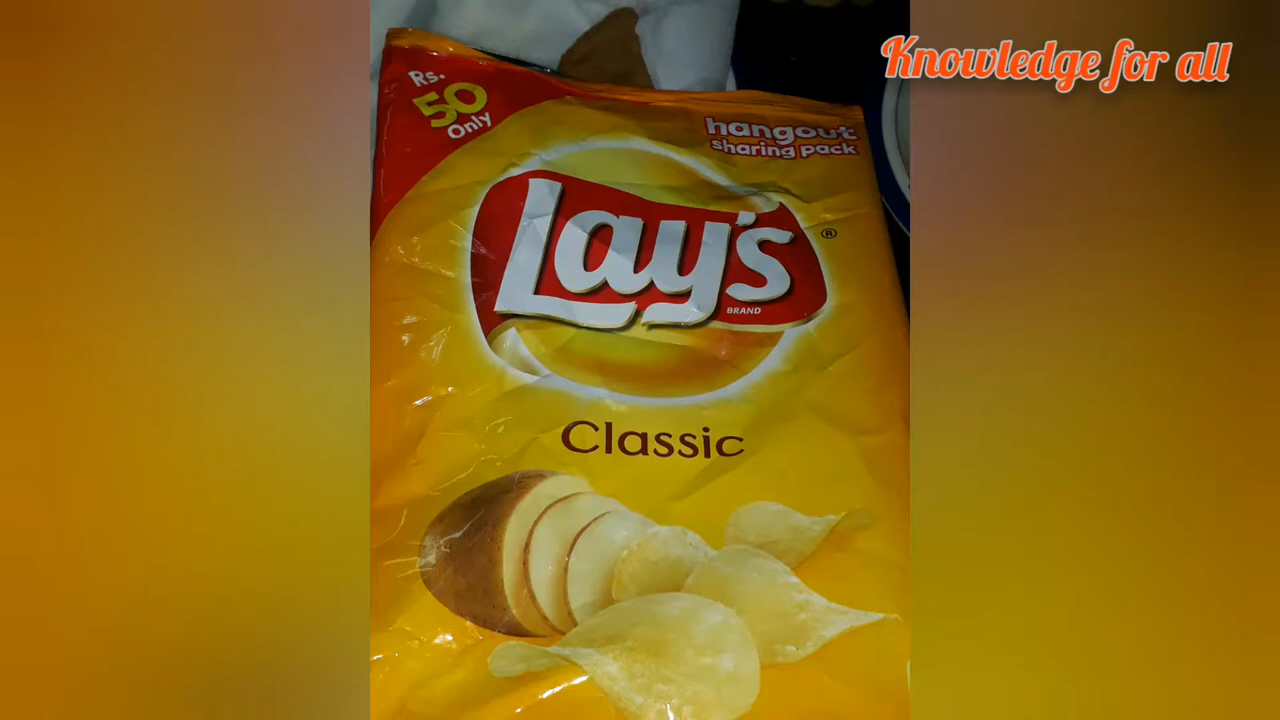 Knowledge for all
Rs.
50
Only
hangout
sharing pack
Lay's
®
BRAND
Classic